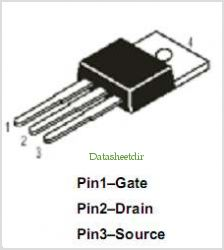 4
1
2
3
Datasheetdir
Pin1–Gate
Pin2–Drain
Pin3–Source